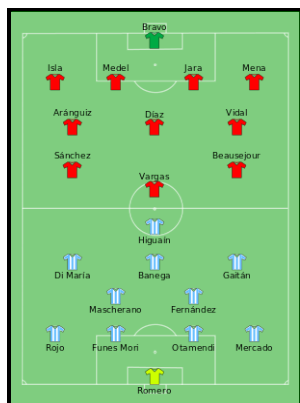 Bravo
Isla Medel Jara Mena
Aránguiz Díaz Vidal
Sánchez Beausejour
Vargas
Higuaín
Di María Banega Gaitán
Mascherano Fernández
Rojo Funes Mori Otamendi Mercado
Romero